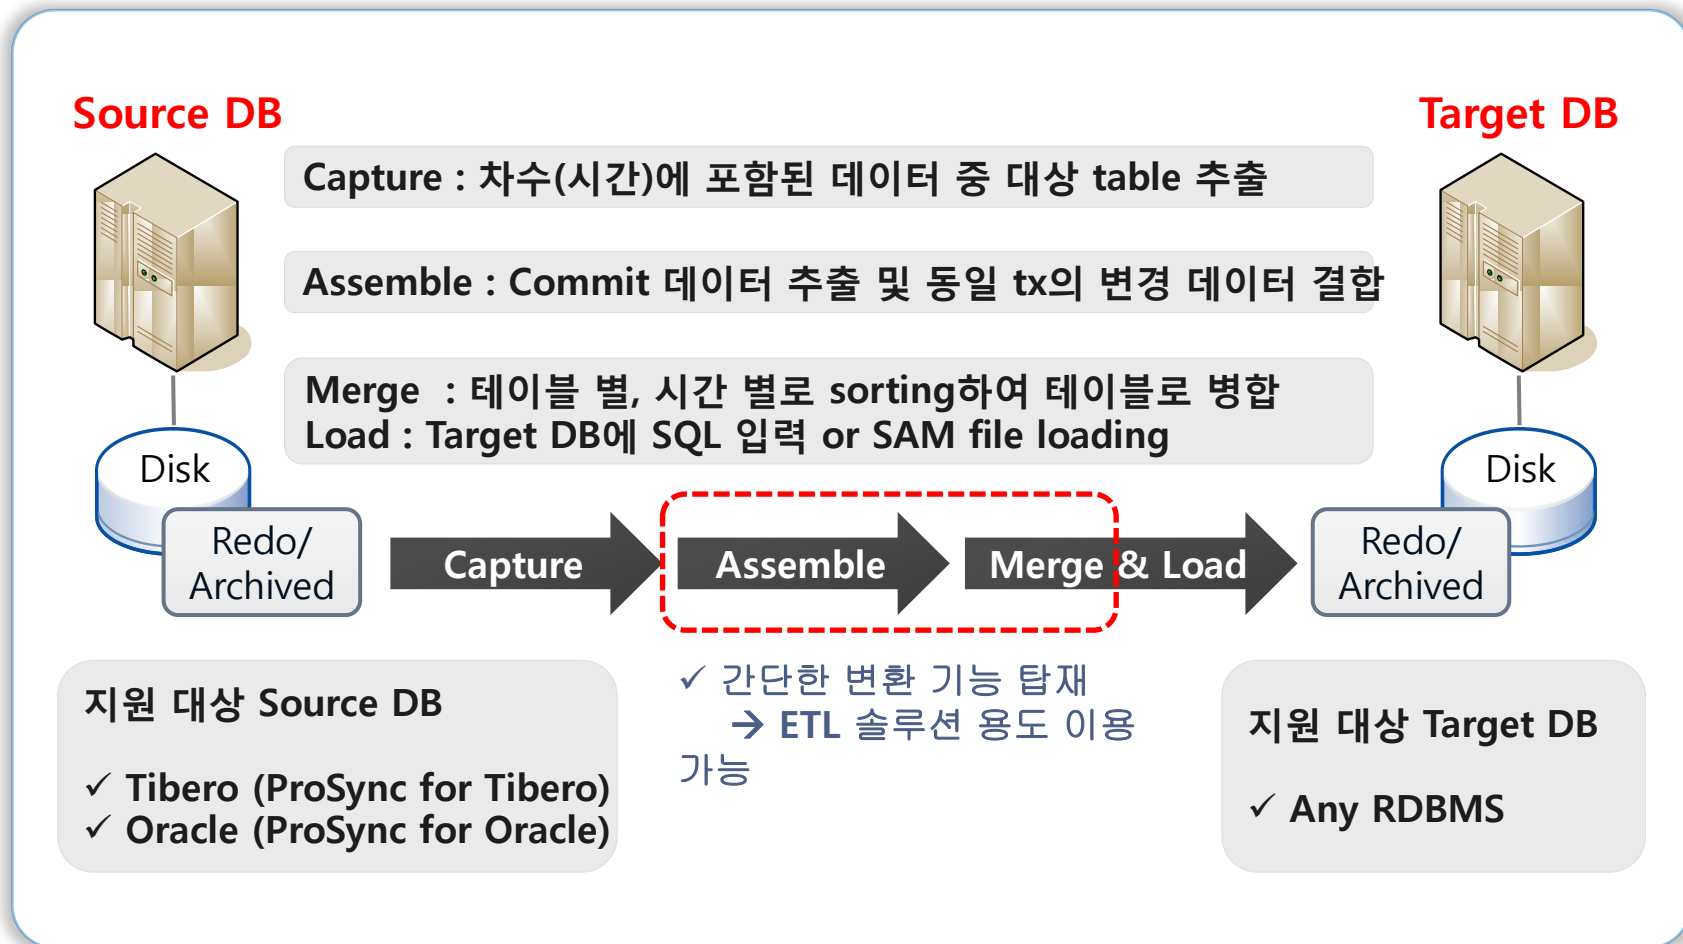 Source DB
Target DB
Capture : 차수(시간)에 포함된 데이터 중 대상 table 추출
Assemble : Commit 데이터 추출 및 동일 tx의 변경 데이터 결합
Merge  : 테이블 별, 시간 별로 sorting하여 테이블로 병합
Load : Target DB에 SQL 입력 or SAM file loading
Disk
Redo/
Archived
Capture
Assemble
Merge & Load
Disk
Redo/
Archived
지원 대상 Source DB
✓ Tibero (ProSync for Tibero)
✓ Oracle (ProSync for Oracle)
✓ 간단한 변환 기능 탑재
→ ETL 솔루션 용도 이용
가능
지원 대상 Target DB
✓ Any RDBMS